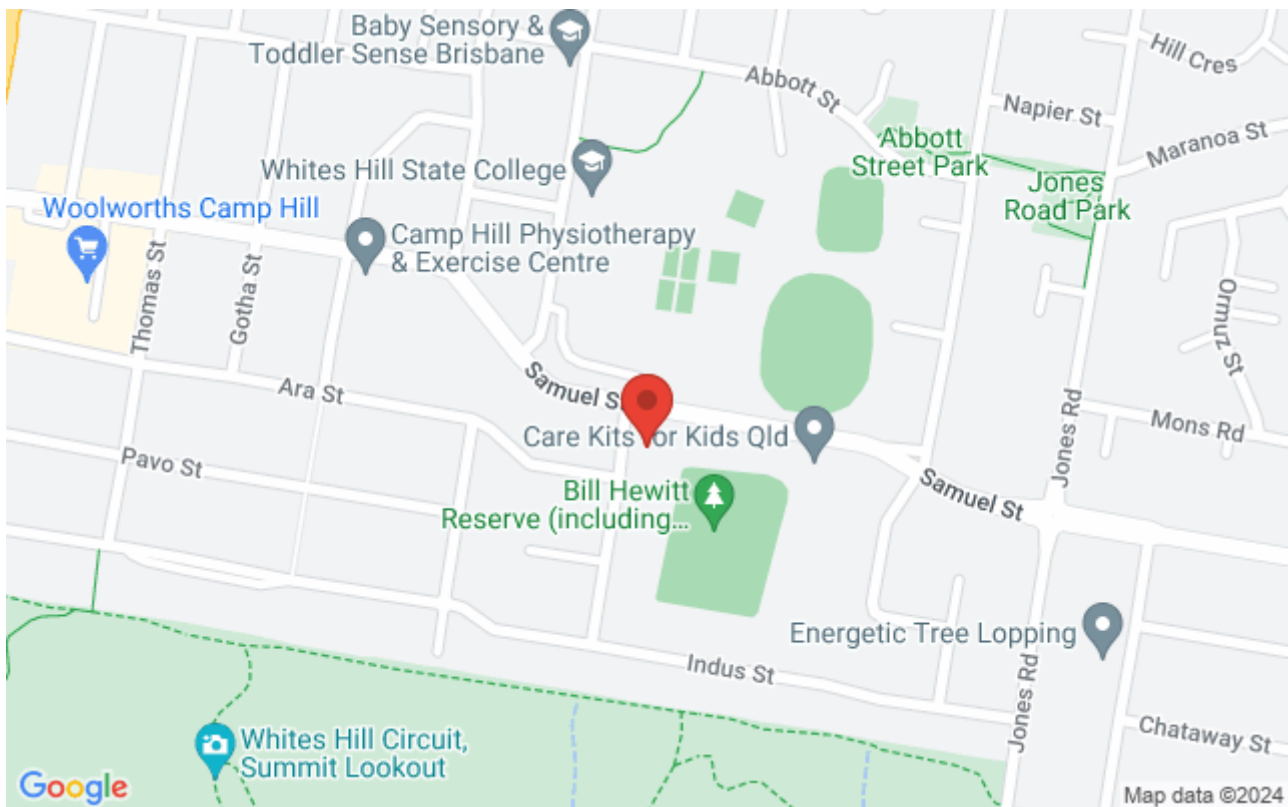 Baby Sensory &
Toddler Sense Brisbane
Hill Cres
Abbott St
Napier St
Maranoa St
Abbott
Street Park
Whites Hill State College
Jones
Road Park
Woolworths Camp Hill
Camp Hill Physiotherapy
& Exercise Centre
Thomas St
Gotha St
Ormuz St
Ara St
Samuel S
Jones Rd
Mons Rd
Care Kits for Kids Qld
Pavo St
Bill Hewitt
Reserve (including...
Samuel St
Energetic Tree Lopping
Indus St
Jones Rd
Chataway St
Whites Hill Circuit,
Summit Lookout
Google
Map data ©2024